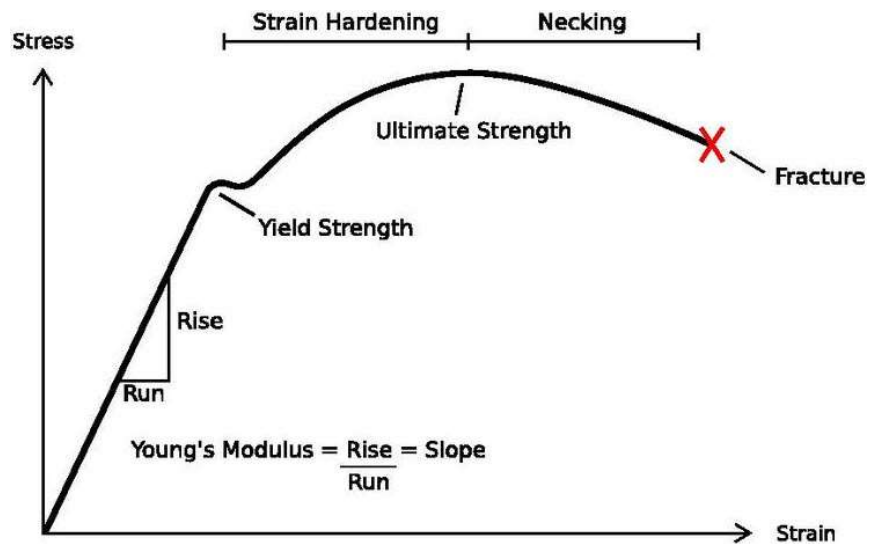 Strain Hardening
Necking
Stress
Ultimate Strength
Fracture
Yield Strength
Rise
Run
Young's Modulus = Rise = Slope
Run
Strain